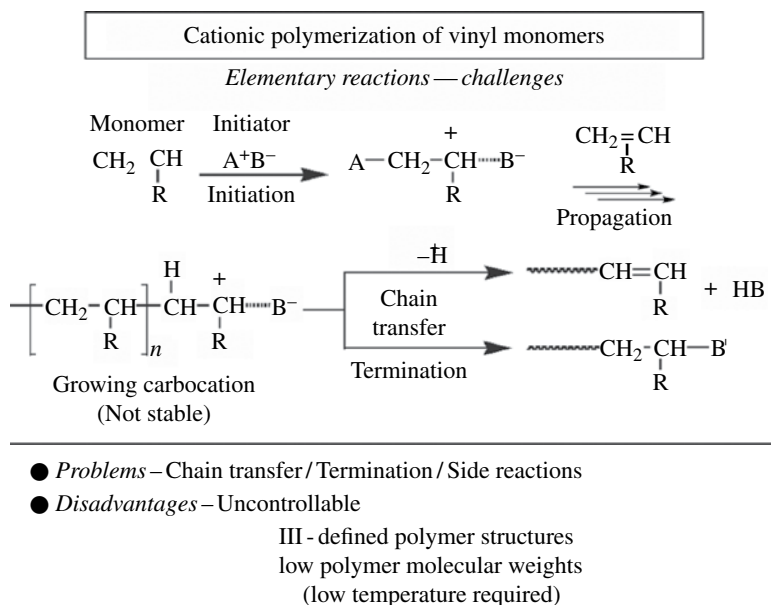 Cationic polymerization of vinyl monomers
Elementary reactions — challenges
Monomer Initiator
CH2 CH
R
A+B−
Initiation
A—CH2—CH+·····B−
R
CH2=CH
R
Propagation
[CH2—CH]n—CH—CH+·····B−
R H R
Growing carbocation
(Not stable)
–H+
Chain
transfer
Termination
CH=CH
R
+ HB
CH2-CH—B
R
● Problems – Chain transfer / Termination / Side reactions
● Disadvantages – Uncontrollable
III - defined polymer structures
low polymer molecular weights
(low temperature required)